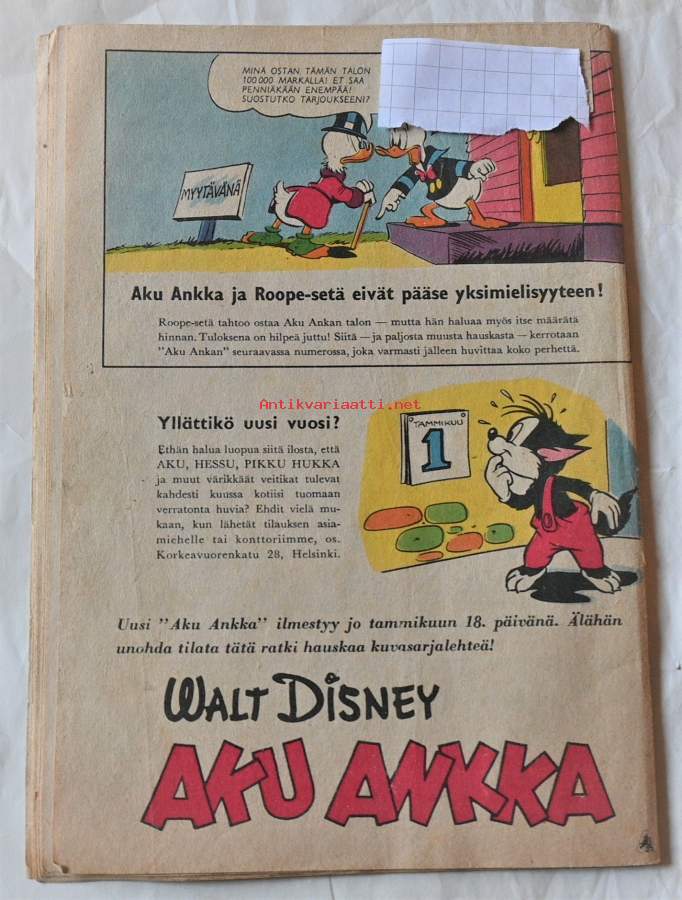 MINÄ OSTAN TÄMÄN TALON
100 000 MARKALLA! ET SAA
PENNIÄKÄÄN ENEMPÄÄ!
SUOSTUTKO TARJOUKSEENI?
MYYTÄVÄNÄ
Aku Ankka ja Roope-setä eivät pääse yksimielisyyteen!
Roope-setä tahtoo ostaa Aku Ankan talon — mutta hän haluaa myös itse määrätä
hinnan. Tuloksena on hilpeä juttu! Siitä — ja paljosta muusta hauskasta — kerrotaan
"Aku Ankan" seuraavassa numerossa, joka varmasti jälleen huvittaa koko perhettä.
Antikvariaatti.net
Yllättikö uusi vuosi?
Ethän halua luopua siitä ilosta, että
AKU, HESSU, PIKKU HUKKA
ja muut värikkäät veitikat tulevat
kahdesti kuussa kotiisi tuomaan
verratonta huvia? Ehdit vielä mu-
kaan, kun lähetät tilauksen asia-
michelle tai konttoriimme, os.
Korkeavuorenkatu 28, Helsinki.
TAMMIKUU
1
Uusi "Aku Ankka" ilmestyy jo tammikuun 18. päivänä. Älähän
unohda tilata tätä ratki hauskaa kuvasarjalehteä!
WALT DISNEY
AKU ANKKA